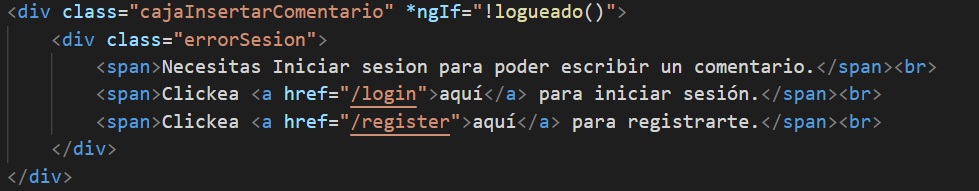 <div class="cajaInsertarComentario" *ngIf="!logueado()">
<div class="errorSesion">
<span>Necesitas Iniciar sesion para poder escribir un comentario.</span><br>
<span>Clickea <a href="/login">aquí</a> para iniciar sesión.</span><br>
<span>Clickea <a href="/register">aquí</a> para registrarte.</span><br>
</div>
</div>